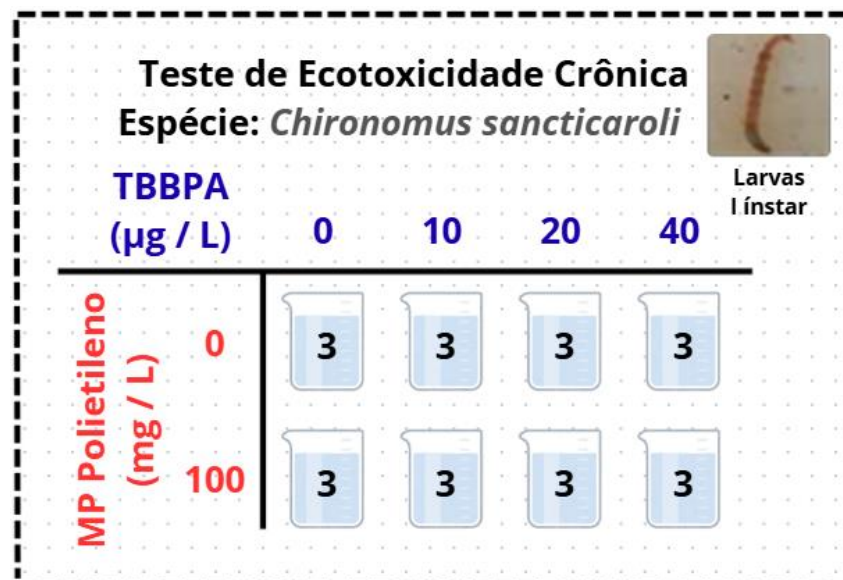 Teste de Ecotoxicidade Crônica
Espécie: Chironomus sancticaroli
Larvas
I ínstar
TBBPA
(µg / L) 0 10 20 40
MP Polietileno
(mg / L)
0 3 3 3 3
100 3 3 3 3